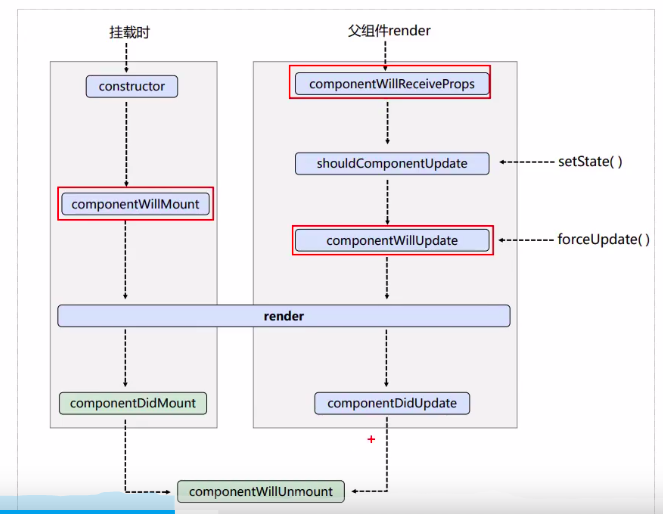 挂载时
父组件render
constructor
componentWillReceiveProps
shouldComponentUpdate
setState( )
componentWillMount
componentWillUpdate
forceUpdate( )
render
componentDidMount
componentDidUpdate
componentWillUnmount